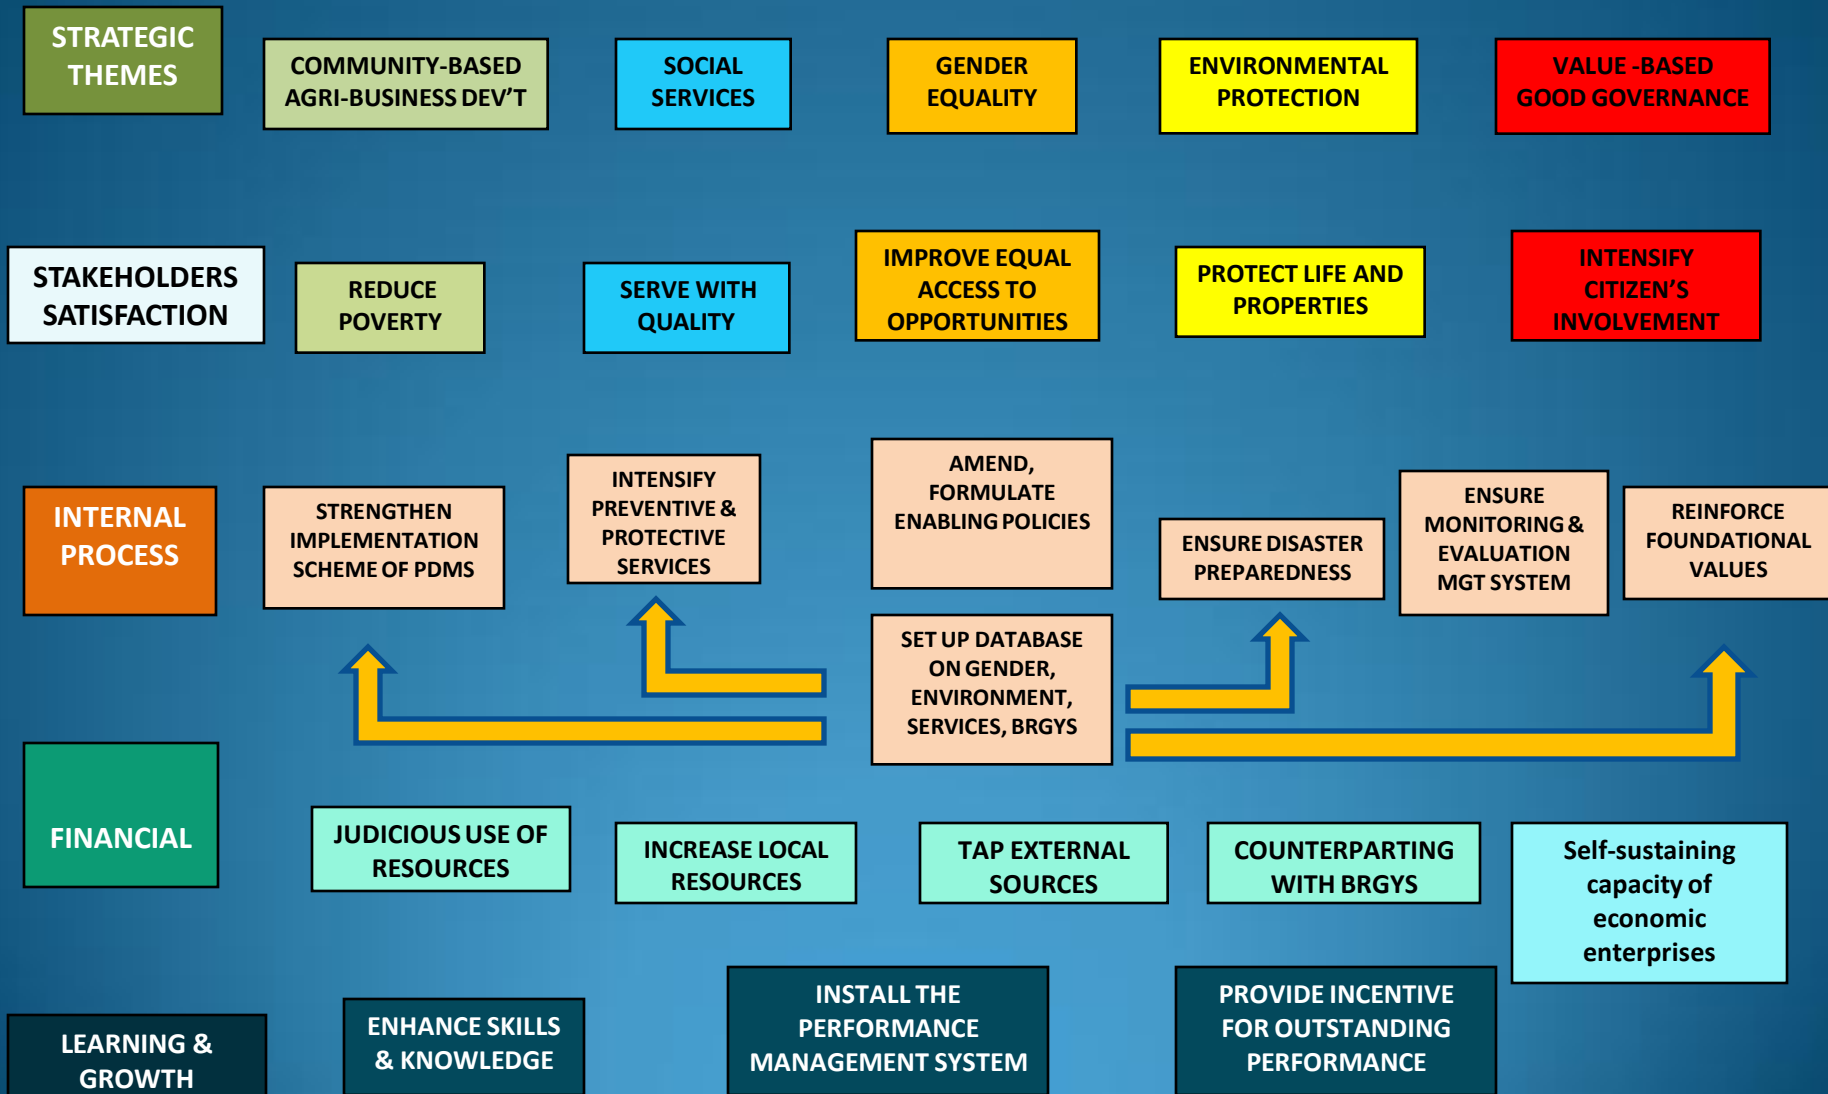 STRATEGIC
THEMES
COMMUNITY-BASED
AGRI-BUSINESS DEV'T
SOCIAL
SERVICES
GENDER
EQUALITY
ENVIRONMENTAL
PROTECTION
VALUE -BASED
GOOD GOVERNANCE
STAKEHOLDERS
SATISFACTION
REDUCE
POVERTY
SERVE WITH
QUALITY
IMPROVE EQUAL
ACCESS TO
OPPORTUNITIES
PROTECT LIFE AND
PROPERTIES
INTENSIFY
CITIZEN'S
INVOLVEMENT
INTERNAL
PROCESS
STRENGTHEN
IMPLEMENTATION
SCHEME OF PDMS
INTENSIFY
PREVENTIVE &
PROTECTIVE
SERVICES
AMEND,
FORMULATE
ENABLING POLICIES
ENSURE DISASTER
PREPAREDNESS
ENSURE
MONITORING &
EVALUATION
MGT SYSTEM
REINFORCE
FOUNDATIONAL
VALUES
SET UP DATABASE
ON GENDER,
ENVIRONMENT,
SERVICES, BRGYS
FINANCIAL
JUDICIOUS USE OF
RESOURCES
INCREASE LOCAL
RESOURCES
TAP EXTERNAL
SOURCES
COUNTERPARTING
WITH BRGYS
Self-sustaining
capacity of
economic
enterprises
LEARNING &
GROWTH
ENHANCE SKILLS
& KNOWLEDGE
INSTALL THE
PERFORMANCE
MANAGEMENT SYSTEM
PROVIDE INCENTIVE
FOR OUTSTANDING
PERFORMANCE